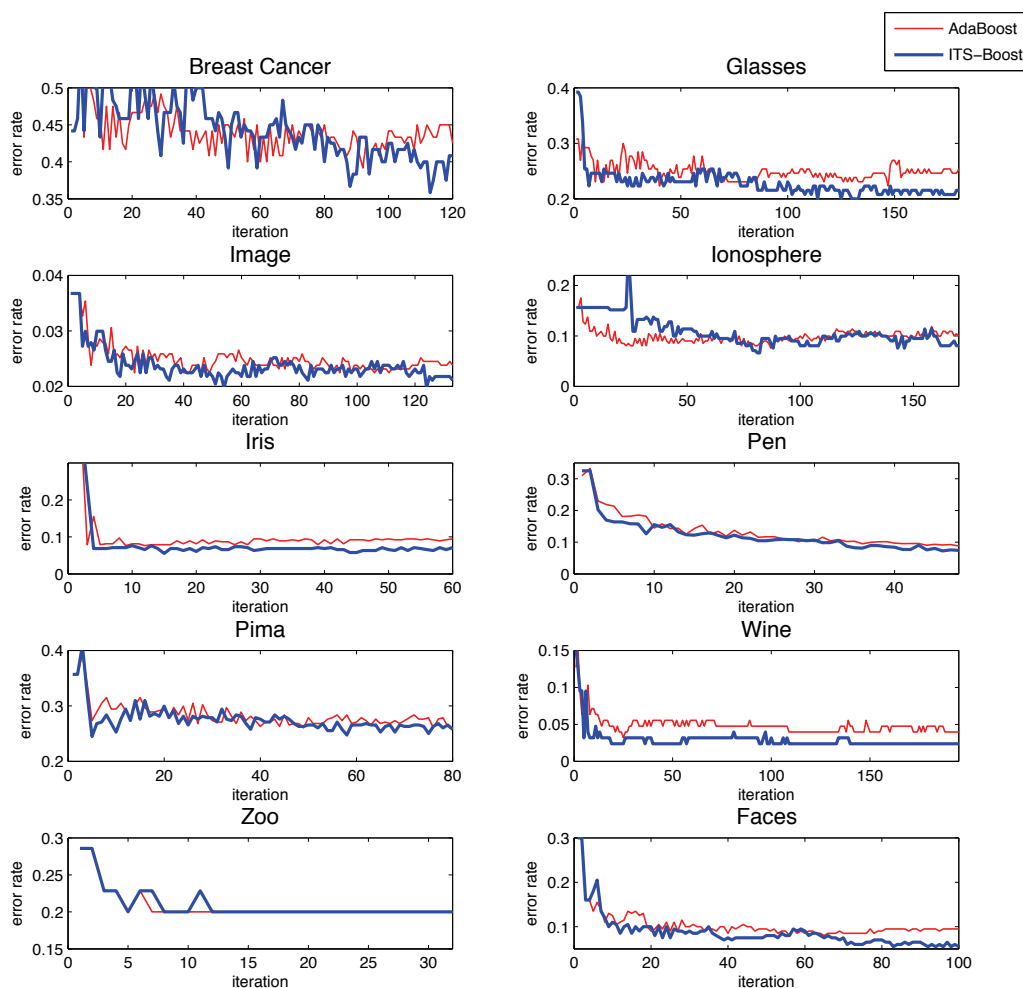 AdaBoost
ITS−Boost
Breast Cancer
0.5
0.45
0.4
0.35
error rate
0 20 40 60 80 100 120
iteration
Glasses
0.4
0.3
0.2
error rate
50 100 150
0
iteration
Image
0.04
0.03
0.02
error rate
0 20 40 60 80 100 120
iteration
Ionosphere
0.2
0.1
0
error rate
0 50 100 150
iteration
Iris
0.2
0.1
0
error rate
0 10 20 30 40 50 60
iteration
Pen
0.3
0.2
0.1
0
error rate
0 10 20 30 40
iteration
Pima
0.4
0.3
0.2
error rate
0 20 40 60 80
iteration
Wine
0.15
0.1
0.05
0
error rate
0 50 100 150
iteration
Zoo
0.3
0.25
0.2
0.15
error rate
0 5 10 15 20 25 30
iteration
Faces
0.3
0.2
0.1
error rate
0 20 40 60 80 100
iteration